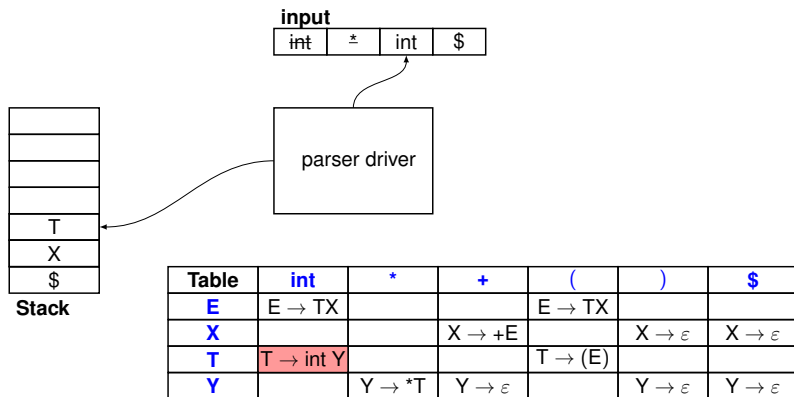 input
int * int $
parser driver
T
X
$
Stack
Table int * + ( ) $
E E → TX E → TX
X X → +E X → ε X → ε
T T → int Y T → (E)
Y Y → *T Y → ε Y → ε Y → ε